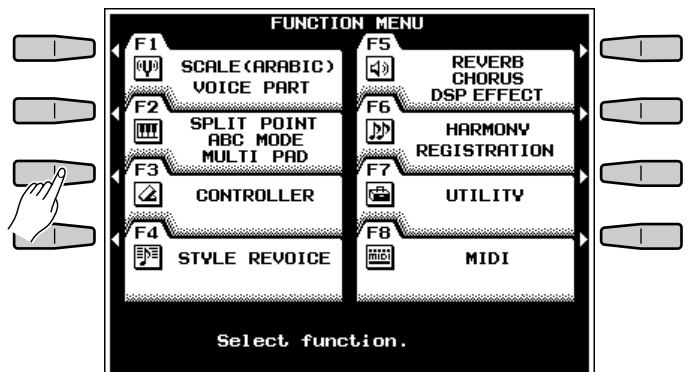 FUNCTION MENU
F1
SCALE(ARABIC)
VOICE PART
F2
SPLIT POINT
ABC MODE
MULTI PAD
F3
CONTROLLER
F4
STYLE REVOICE
F5
REVERB
CHORUS
DSP EFFECT
F6
HARMONY
REGISTRATION
F7
UTILITY
F8
MIDI
MIDI
Select function.